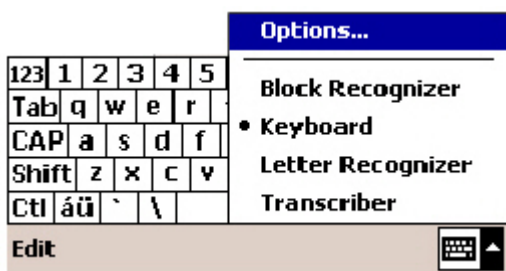 Options...
Block Recognizer
Keyboard
Letter Recognizer
Transcriber
123 1 2 3 4 5
Tab q w e r
CAP a s d f
Shift z x c v
Ctl áü ` \
Edit